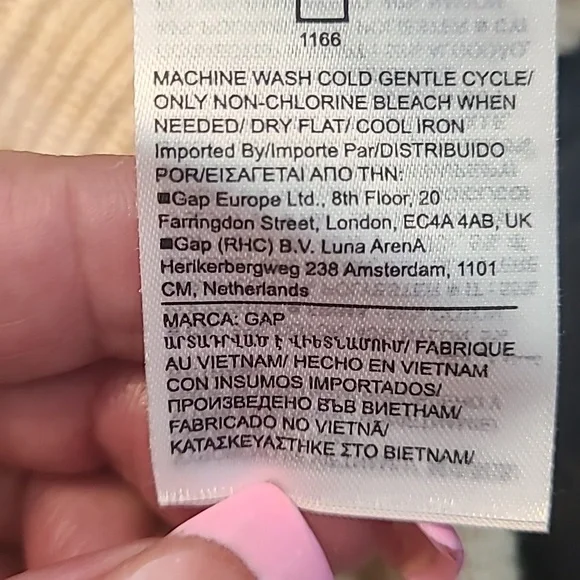 1166
MACHINE WASH COLD GENTLE CYCLE/
ONLY NON-CHLORINE BLEACH WHEN
NEEDED/ DRY FLAT/ COOL IRON
Imported By/Importe Par/DISTRIBUIDO
POR/ΕΙΣΑΓΕΤΑΙ ΑΠΟ ΤΗΝ:
■Gap Europe Ltd., 8th Floor, 20
Farringdon Street, London, EC4A 4AB, UK
■Gap (RHC) B.V. Luna ArenA
Herikerbergweg 238 Amsterdam, 1101
CM, Netherlands
MARCA: GAP
ԱՐՏԱԴՐՎԱԾ Է ՎԻԵՏՆԱՄՈՒՄ/ FABRIQUE
AU VIETNAM/ HECHO EN VIETNAM
CON INSUMOS IMPORTADOS/
ПРОИЗВЕДЕНО ВЪВ ВИЕТНАМ/
FABRICADO NO VIETNÃ/
ΚΑΤΑΣΚΕΥΑΣΤΗΚΕ ΣΤΟ ΒΙΕΤΝΑΜ/